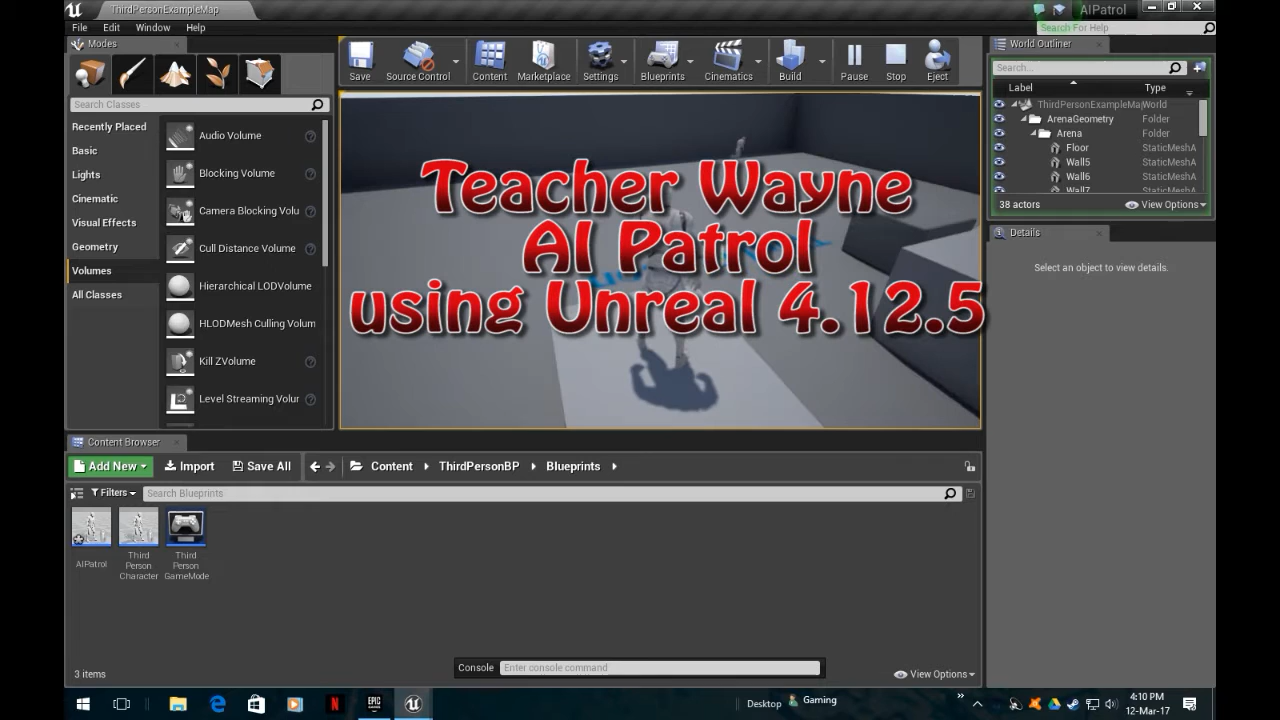 ThirdPersonExampleMap
AIPatrol
File Edit Window Help
Search For Help
Modes
Search Classes
Recently Placed
Basic
Lights
Cinematic
Visual Effects
Geometry
Volumes
All Classes
Audio Volume
Blocking Volume
Camera Blocking Volu
Cull Distance Volume
Hierarchical LODVolume
HLODMesh Culling Volum
Kill ZVolume
Level Streaming Volur
Save
Source Control
Content
Marketplace
Settings
Blueprints
Cinematics
Build
Pause
Stop
Eject
Teacher Wayne
AI Patrol
using Unreal 4.12.5
World Outliner
Search...
Label Type
ThirdPersonExampleMa World
ArenaGeometry Folder
Arena Folder
Floor StaticMeshA
Wall5 StaticMeshA
Wall6 StaticMeshA
Wall7 StaticMeshA
38 actors View Options
Details
Select an object to view details.
Content Browser
Add New Import Save All Content ThirdPersonBP Blueprints
Filters Search Blueprints
AIPatrol
Third
Person
Character
Third
Person
GameMode
3 items
Console Enter console command
View Options
EPIC
GAMES
Desktop Gaming
4:10 PM
12-Mar-17